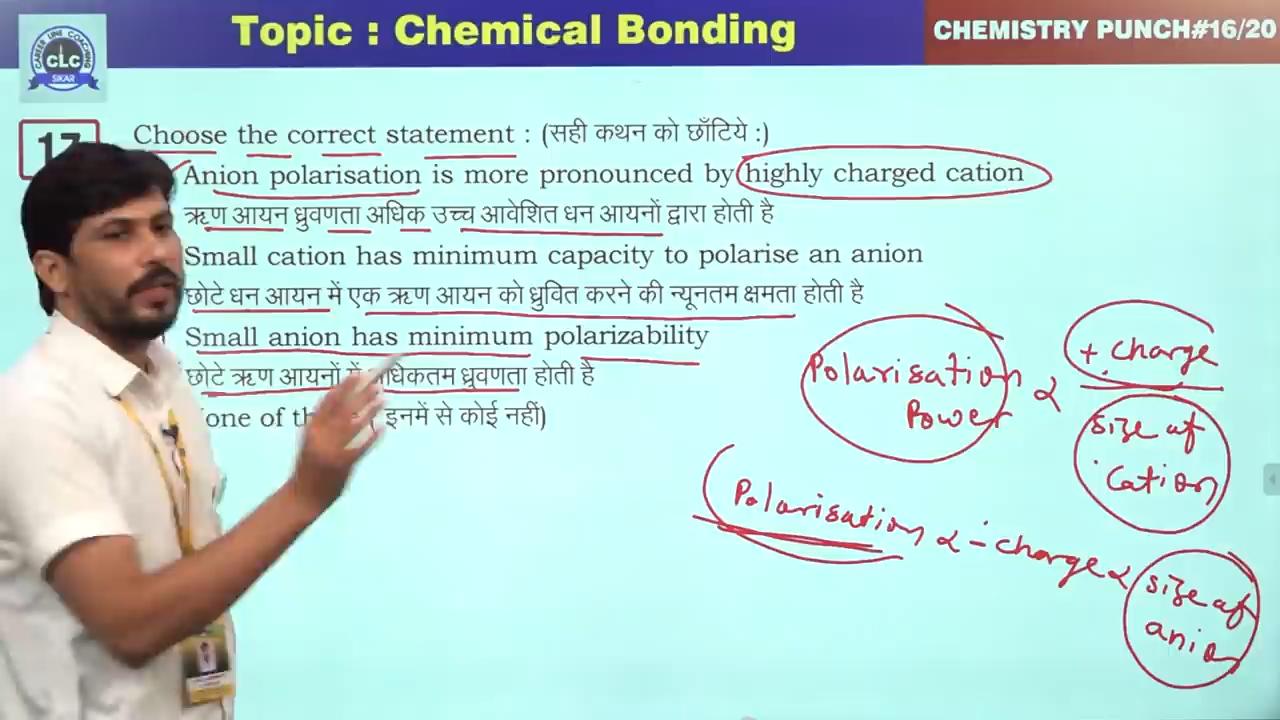 Topic : Chemical Bonding
CHEMISTRY PUNCH#16/20
CAREER LINE COACHING
CLC
SIKAR
17
Choose the correct statement : (सही कथन को छाँटिये :)
Anion polarisation is more pronounced by highly charged cation
ऋण आयन ध्रुवणता अधिक उच्च आवेशित धन आयनों द्वारा होती है
Small cation has minimum capacity to polarise an anion
छोटे धन आयन में एक ऋण आयन को ध्रुवित करने की न्यूनतम क्षमता होती है
Small anion has minimum polarizability
छोटे ऋण आयनों में अधिकतम ध्रुवणता होती है
of इनमें से कोई नहीं)
Polarisation Power ∝ + charge
size of cation
Polarisation ∝ - charge ∝ size of anion